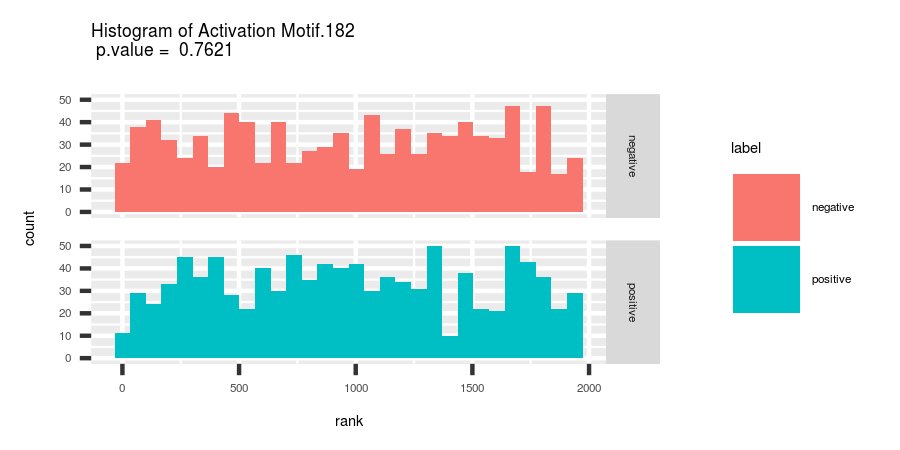 Histogram of Activation Motif.182
p.value =  0.7621
count
50
40
30
20
10
0
negative
50
40
30
20
10
0
positive
0
500
1000
1500
2000
rank
label
negative
positive